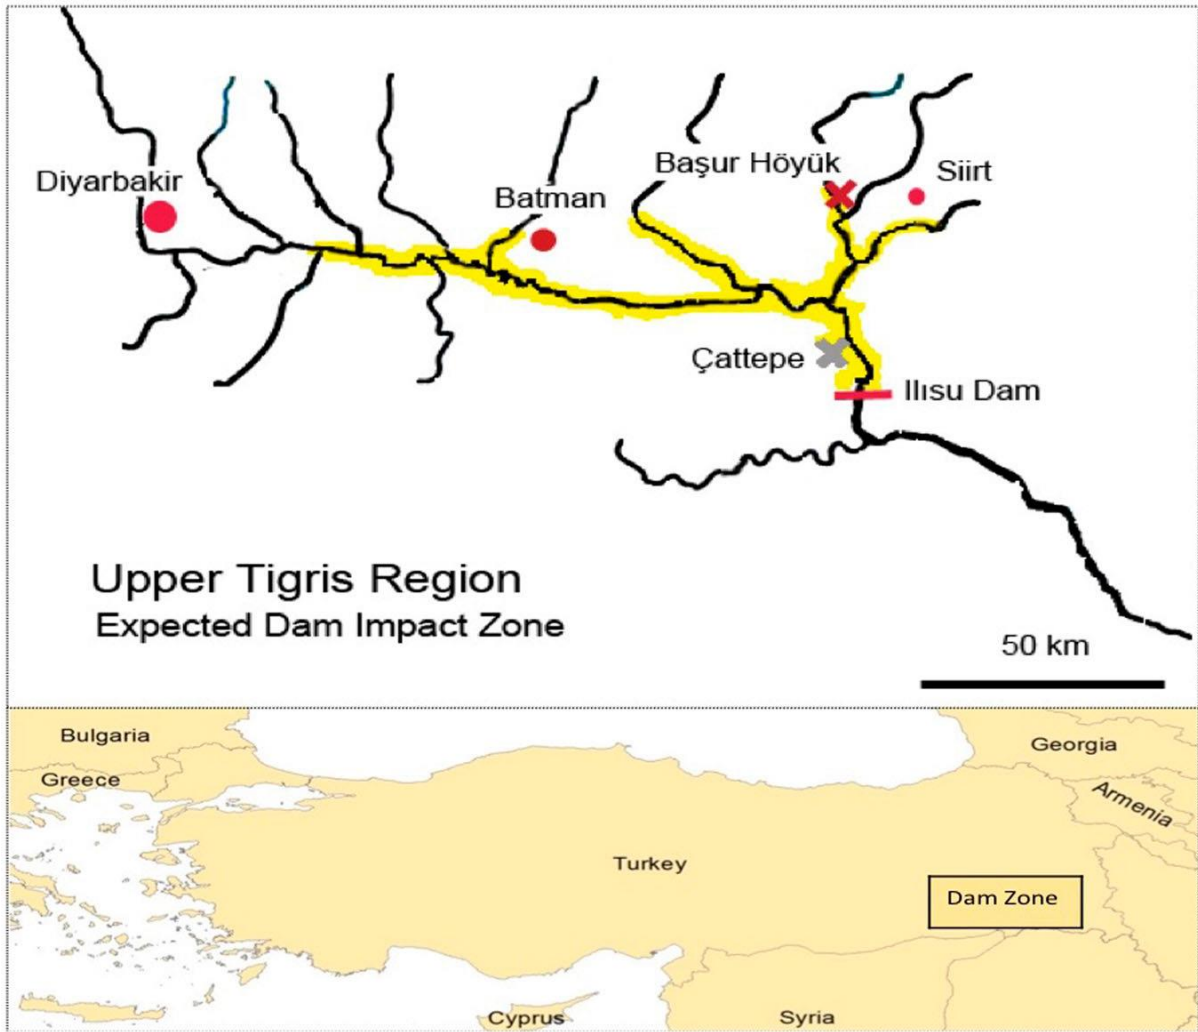 Başur Höyük
Siirt
Diyarbakir
Batman
Çattepe
Ilısu Dam
Upper Tigris Region
Expected Dam Impact Zone
50 km
Bulgaria
Georgia
Greece
Armenia
Turkey
Dam Zone
Cyprus
Syria